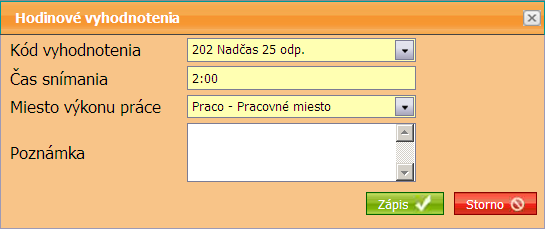 Hodinové vyhodnotenia
Kód vyhodnotenia 202 Nadčas 25 odp.
Čas snímania 2:00
Miesto výkonu práce Praco - Pracovné miesto
Poznámka
Zápis Storno